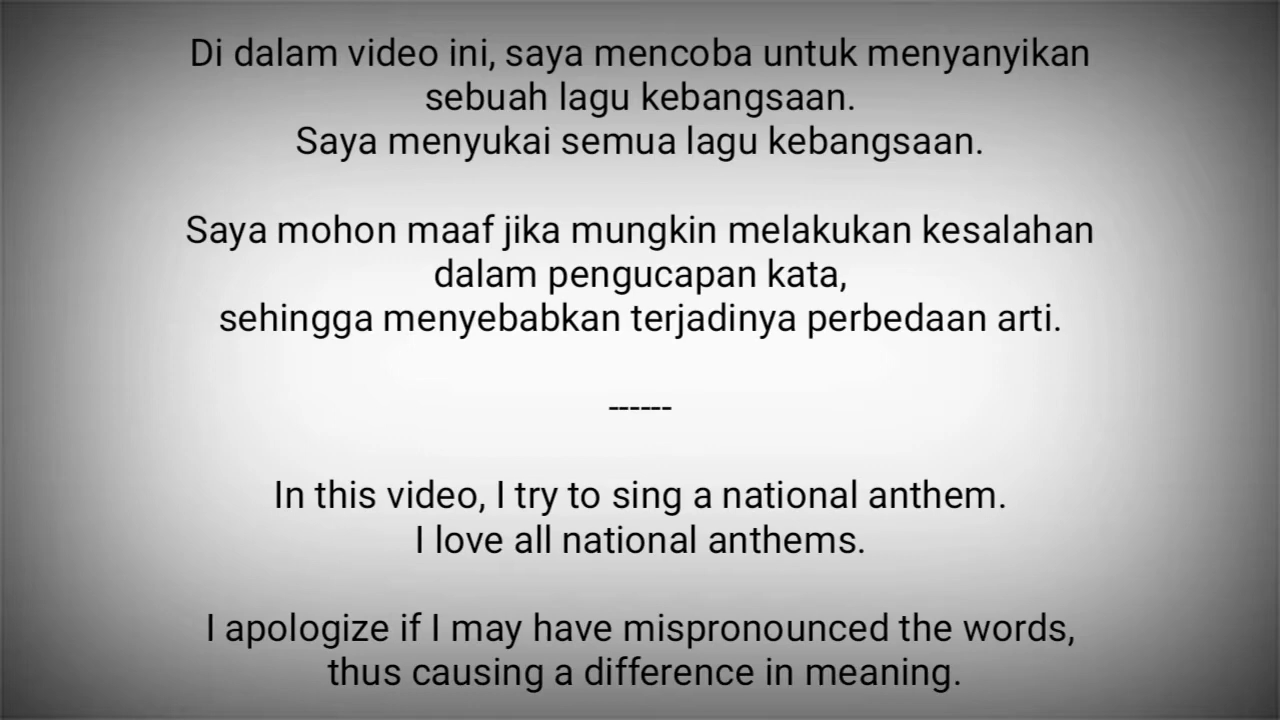 Di dalam video ini, saya mencoba untuk menyanyikan
sebuah lagu kebangsaan.
Saya menyukai semua lagu kebangsaan.
Saya mohon maaf jika mungkin melakukan kesalahan
dalam pengucapan kata,
sehingga menyebabkan terjadinya perbedaan arti.
------
In this video, I try to sing a national anthem.
I love all national anthems.
I apologize if I may have mispronounced the words,
thus causing a difference in meaning.